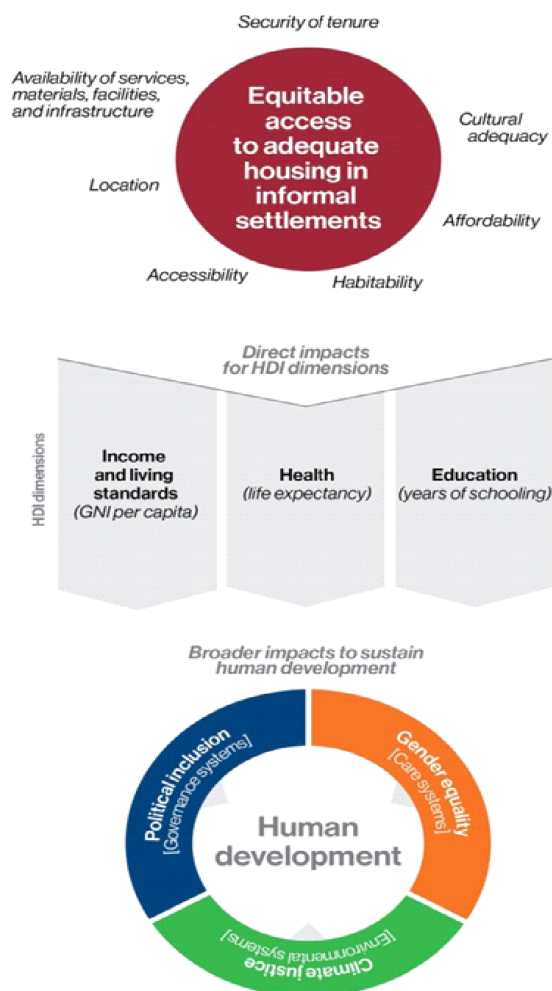 Security of tenure
Availability of services,
materials, facilities,
and infrastructure
Equitable
access
to adequate
housing in
informal
settlements
Cultural
adequacy
Location
Affordability
Accessibility
Habitability
Direct impacts
for HDI dimensions
HDI dimensions
Income
and living
standards
(GNI per capita)
Health
(life expectancy)
Education
(years of schooling)
Broader impacts to sustain
human development
Political inclusion
[Governance systems]
Gender equality
[Care systems]
Human
development
Climate justice
[Environmental systems]